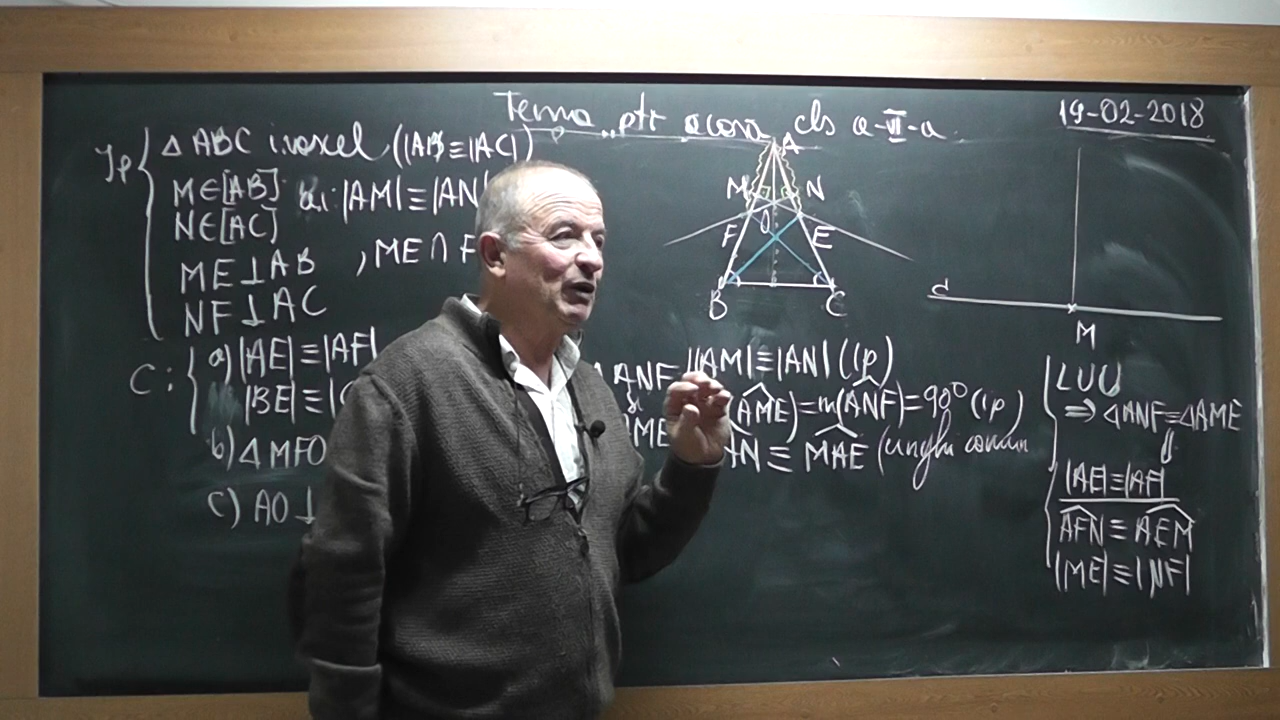 Tema ptr acasă cls a-VI-a
19-02-2018
Ip
△ ABC isoscel (|AB|≡|AC|)
M∈[AB] ai: |AM|≡|AN
N∈[AC]
ME⊥AB , ME∩F
NF⊥AC
C:
a) |AE|≡|AF|
|BE|≡|
b) △MFO
c) AO⊥
A
M N
O
F E
B C
d
M
△ANF |AM|≡|AN| (ip)
și
AME) = m(ANF) = 90° (ip)
AME
AN ≡ MAE (unghi comun
LUU
⇒ △ANF≡△AME
⇓
|AE|≡|AF|
AFN ≡ AEM
|ME|≡|NF|